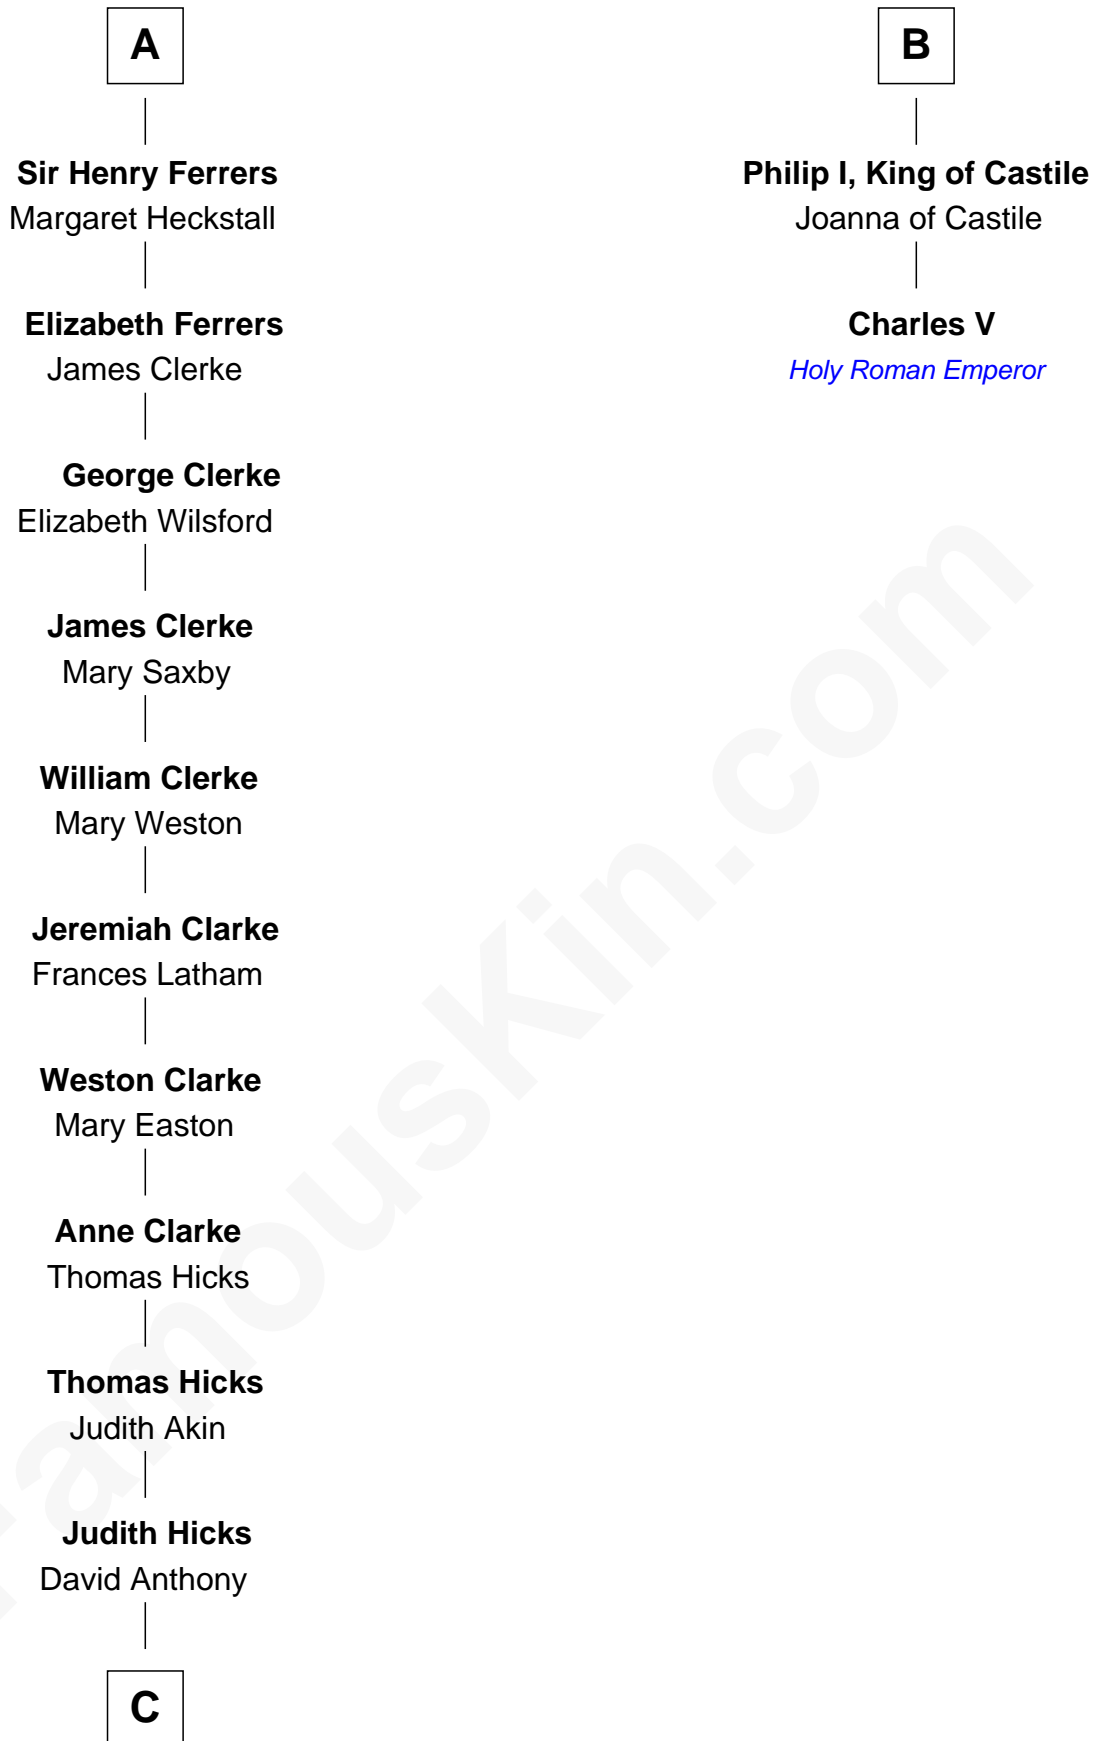 A
Sir Henry Ferrers
Margaret Heckstall
Elizabeth Ferrers
James Clerke
George Clerke
Elizabeth Wilsford
James Clerke
Mary Saxby
William Clerke
Mary Weston
Jeremiah Clarke
Frances Latham
Weston Clarke
Mary Easton
Anne Clarke
Thomas Hicks
Thomas Hicks
Judith Akin
Judith Hicks
David Anthony
C
B
Philip I, King of Castile
Joanna of Castile
Charles V
Holy Roman Emperor
FamousKin.com